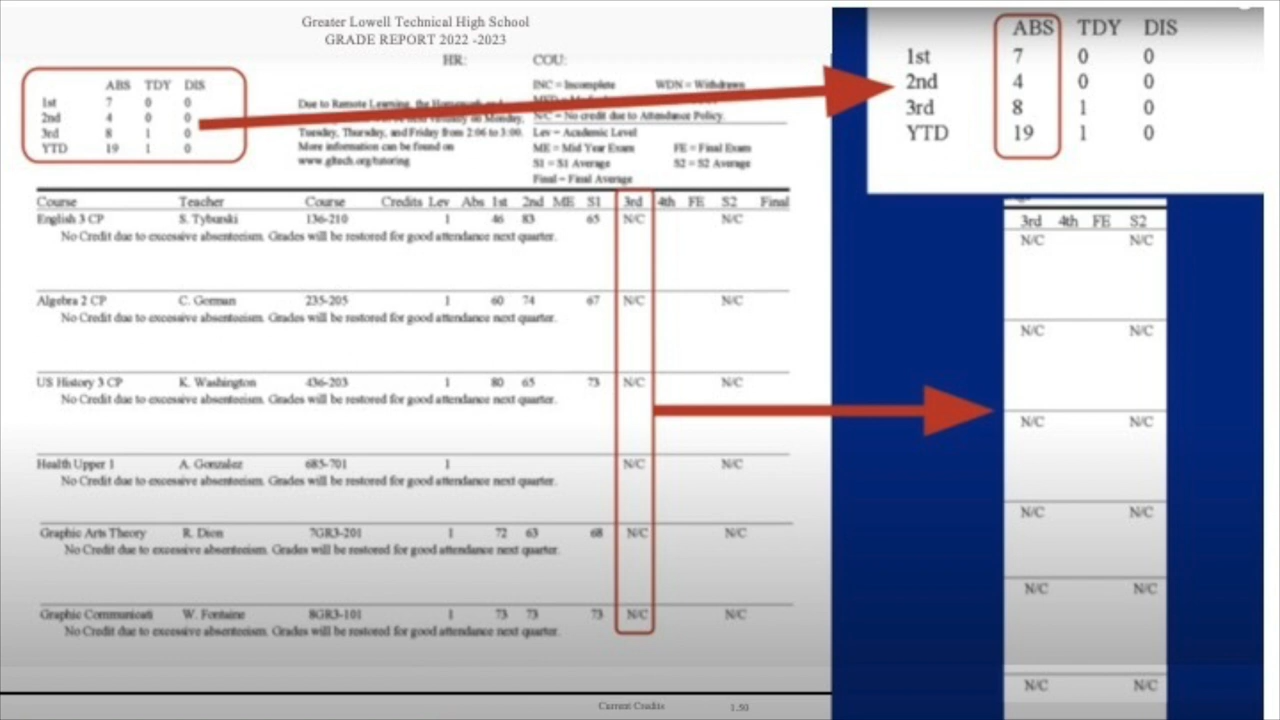 Greater Lowell Technical High School
GRADE REPORT 2022 -2023
HR: COU:
ABS TDY DIS
1st 7 0 0
2nd 4 0 0
3rd 8 1 0
YTD 19 1 0
Due to Remote Learning, the Homework and
on Monday,
Tuesday, Thursday, and Friday from 2:06 to 3:00.
More information can be found on
www.gltech.org/tutoring
INC = Incomplete WDN = Withdrawn
N/C = No credit due to Attendance Policy.
Lev = Academic Level
ME = Mid Year Exam FE = Final Exam
S1 = S1 Average S2 = S2 Average
Final = Final Average
Course Teacher Course Credits Lev Abs 1st 2nd ME S1 3rd 4th FE S2 Final
English 3 CP S. Tyburski 136-210 1 46 83 65 N/C N/C
No Credit due to excessive absenteeism. Grades will be restored for good attendance next quarter.
Algebra 2 CP C. Gorman 235-205 1 60 74 67 N/C N/C
No Credit due to excessive absenteeism. Grades will be restored for good attendance next quarter.
US History 3 CP K. Washington 436-203 1 80 65 73 N/C N/C
No Credit due to excessive absenteeism. Grades will be restored for good attendance next quarter.
Health Upper 1 A. Gonzalez 685-701 1 N/C N/C
No Credit due to excessive absenteeism. Grades will be restored for good attendance next quarter.
Graphic Arts Theory R. Dion 7GR3-201 1 72 63 68 N/C N/C
No Credit due to excessive absenteeism. Grades will be restored for good attendance next quarter.
Graphic Communicati W. Fontaine 8GR3-101 1 73 73 73 N/C N/C
No Credit due to excessive absenteeism. Grades will be restored for good attendance next quarter.
Current Credits 1.50
ABS TDY DIS
1st 7 0 0
2nd 4 0 0
3rd 8 1 0
YTD 19 1 0
3rd 4th FE S2
N/C N/C
N/C N/C
N/C N/C
N/C N/C
N/C N/C
N/C N/C